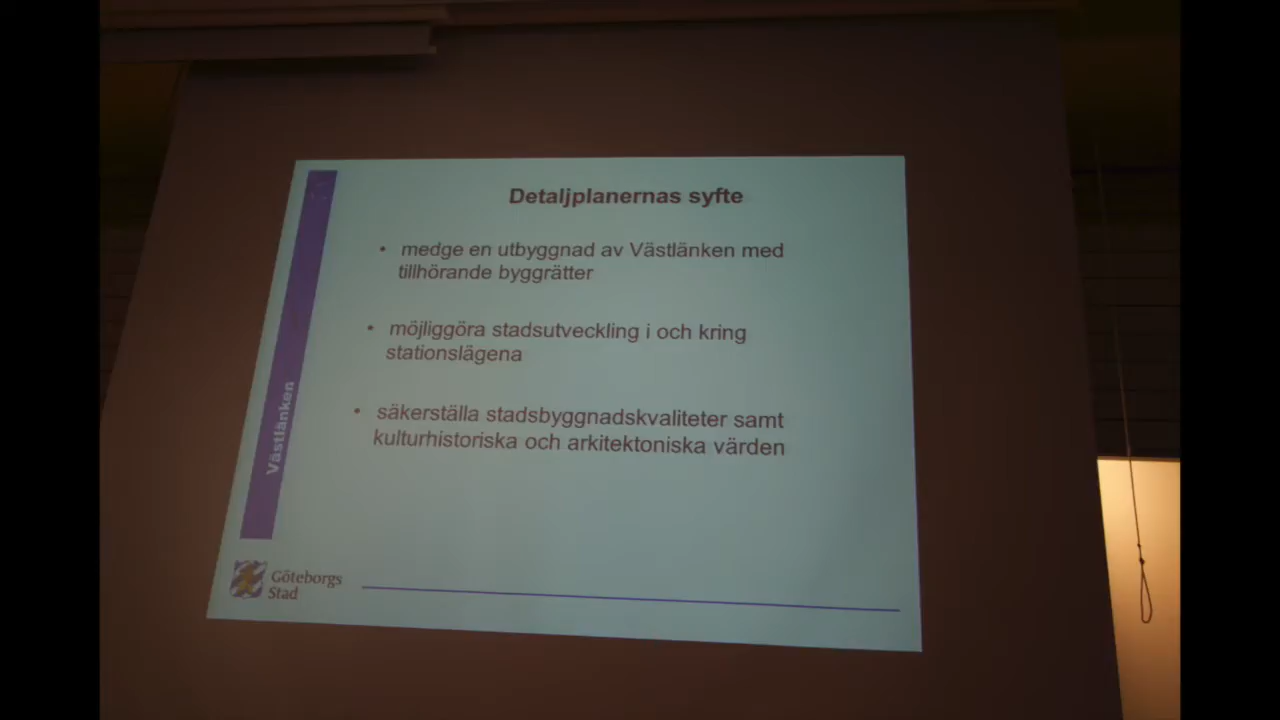 Detaljplanernas syfte
• medge en utbyggnad av Västlänken med
tillhörande byggrätter
• möjliggöra stadsutveckling i och kring
stationslägena
• säkerställa stadsbyggnadskvaliteter samt
kulturhistoriska och arkitektoniska värden
Västlänken
Göteborgs
Stad